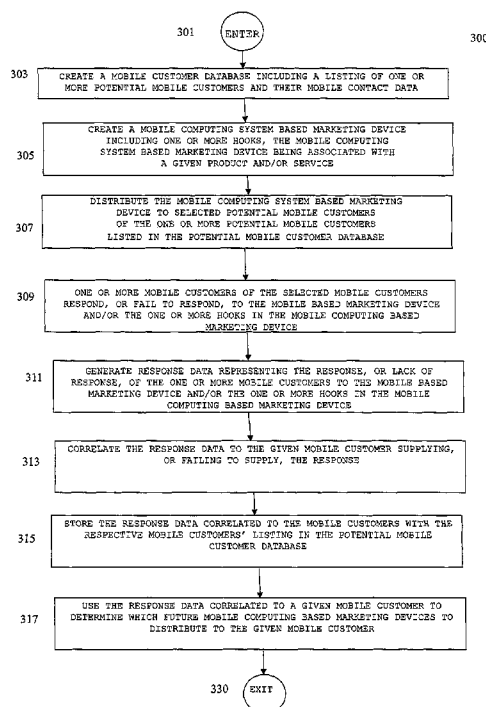 301
ENTER
300
303
CREATE A MOBILE CUSTOMER DATABASE INCLUDING A LISTING OF ONE OR
MORE POTENTIAL MOBILE CUSTOMERS AND THEIR MOBILE CONTACT DATA
305
CREATE A MOBILE COMPUTING SYSTEM BASED MARKETING DEVICE
INCLUDING ONE OR MORE HOOKS, THE MOBILE COMPUTING
SYSTEM BASED MARKETING DEVICE BEING ASSOCIATED WITH
A GIVEN PRODUCT AND/OR SERVICE
307
DISTRIBUTE THE MOBILE COMPUTING SYSTEM BASED MARKETING
DEVICE TO SELECTED POTENTIAL MOBILE CUSTOMERS
OF THE ONE OR MORE POTENTIAL MOBILE CUSTOMERS
LISTED IN THE POTENTIAL MOBILE CUSTOMER DATABASE
309
ONE OR MORE MOBILE CUSTOMERS OF THE SELECTED MOBILE CUSTOMERS
RESPOND, OR FAIL TO RESPOND, TO THE MOBILE BASED MARKETING DEVICE
AND/OR THE ONE OR MORE HOOKS IN THE MOBILE COMPUTING BASED
MARKETING DEVICE
311
GENERATE RESPONSE DATA REPRESENTING THE RESPONSE, OR LACK OF
RESPONSE, OF THE ONE OR MORE MOBILE CUSTOMERS TO THE MOBILE BASED
MARKETING DEVICE AND/OR THE ONE OR MORE HOOKS IN THE MOBILE
COMPUTING BASED MARKETING DEVICE
313
CORRELATE THE RESPONSE DATA TO THE GIVEN MOBILE CUSTOMER SUPPLYING,
OR FAILING TO SUPPLY, THE RESPONSE
315
STORE THE RESPONSE DATA CORRELATED TO THE MOBILE CUSTOMERS WITH THE
RESPECTIVE MOBILE CUSTOMERS' LISTING IN THE POTENTIAL MOBILE
CUSTOMER DATABASE
317
USE THE RESPONSE DATA CORRELATED TO A GIVEN MOBILE CUSTOMER TO
DETERMINE WHICH FUTURE MOBILE COMPUTING BASED MARKETING DEVICES TO
DISTRIBUTE TO THE GIVEN MOBILE CUSTOMER
330
EXIT